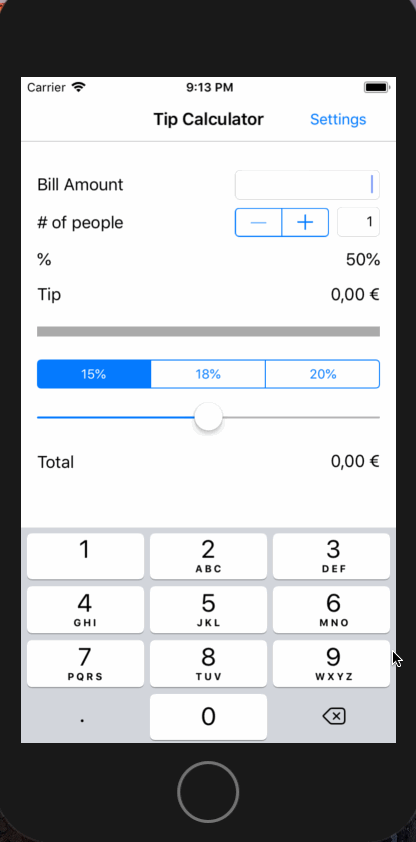 Carrier 9:13 PM
Tip Calculator Settings
Bill Amount
# of people 1
% 50%
Tip 0,00 €
15% 18% 20%
Total 0,00 €
1 2 3
ABC DEF
4 5 6
GHI JKL MNO
7 8 9
PQRS TUV WXYZ
. 0